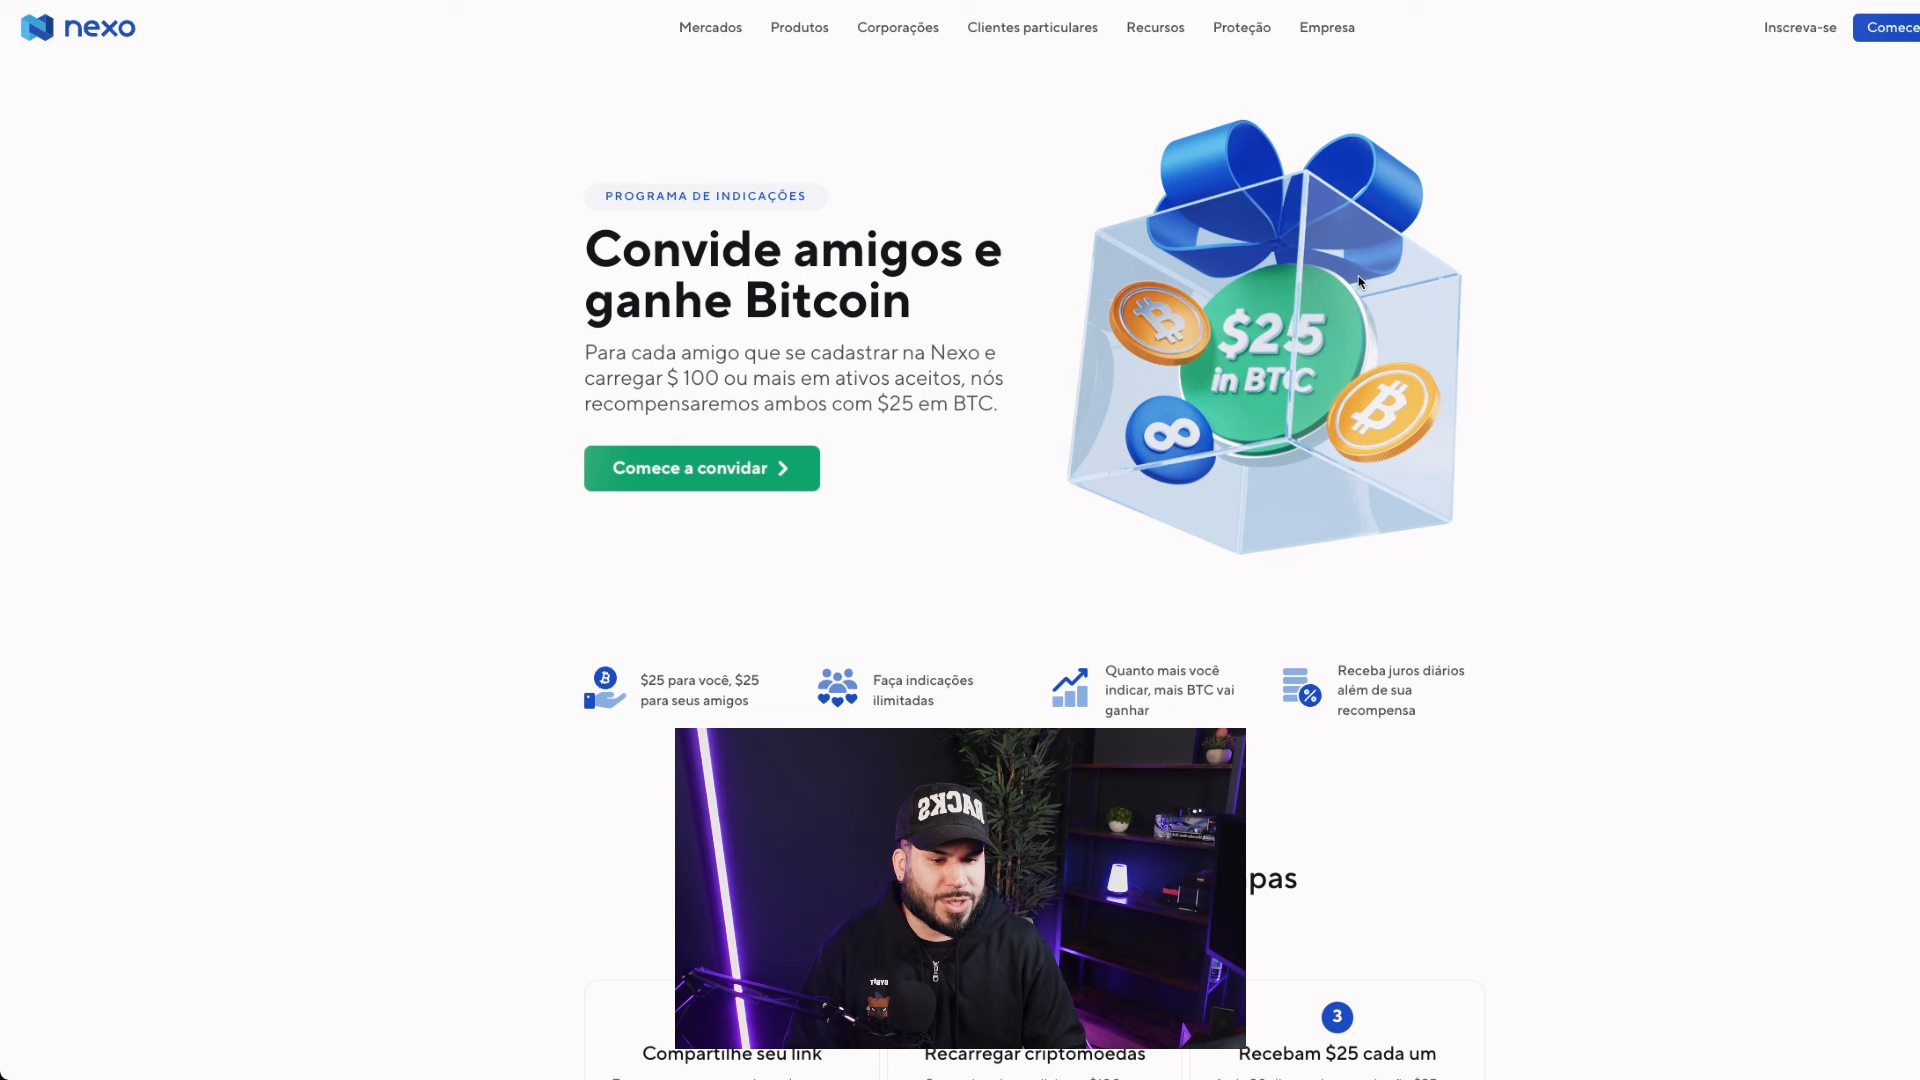 nexo
Mercados
Produtos
Corporações
Clientes particulares
Recursos
Proteção
Empresa
Inscreva-se
Comece
PROGRAMA DE INDICAÇÕES
Convide amigos e
ganhe Bitcoin
Para cada amigo que se cadastrar na Nexo e
carregar $ 100 ou mais em ativos aceitos, nós
recompensaremos ambos com $25 em BTC.
Comece a convidar
$25
in BTC
$25 para você, $25
para seus amigos
Faça indicações
ilimitadas
Quanto mais você
indicar, mais BTC vai
ganhar
Receba juros diários
além de sua
recompensa
pas
3
Compartilhe seu link
Recarregar criptomoedas
Recebam $25 cada um